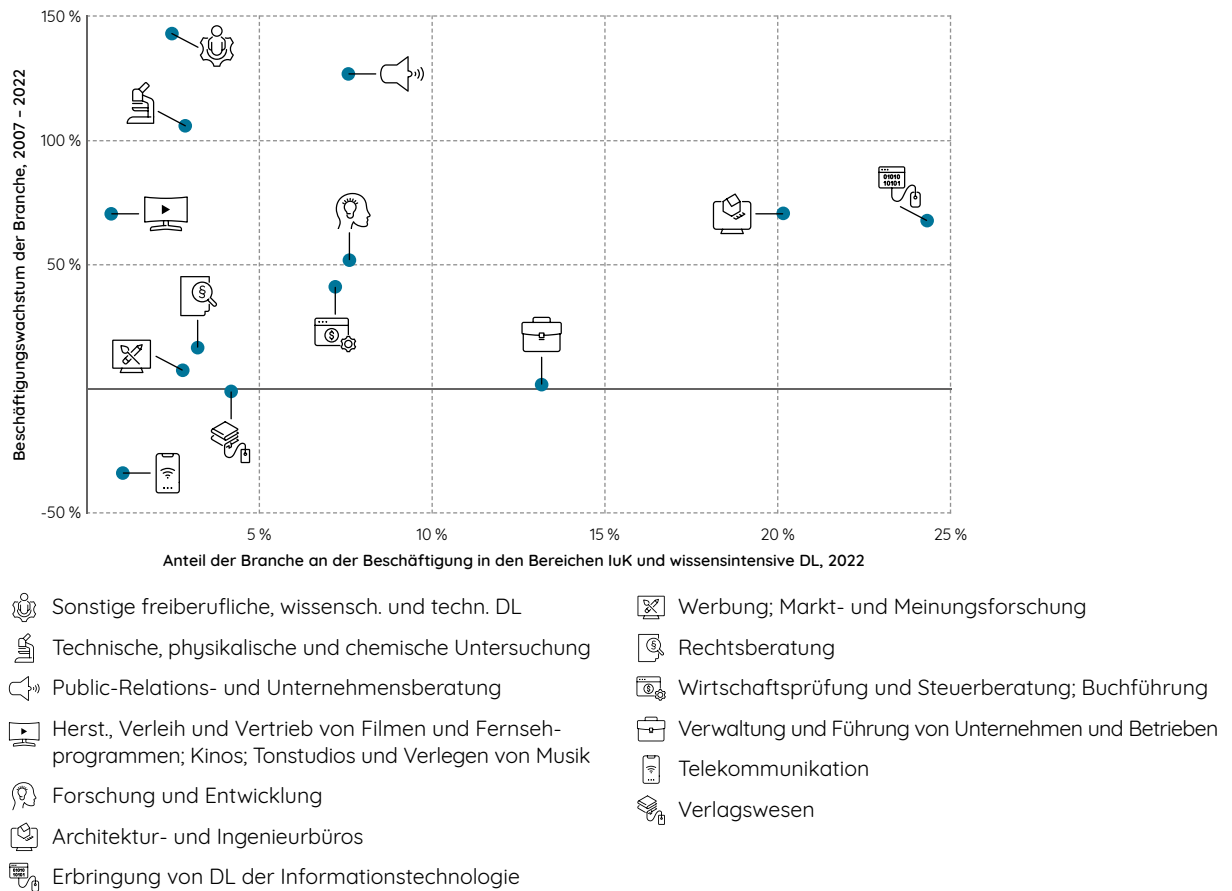 150 %
100 %
50 %
-50 %
Beschäftigungswachstum der Branche, 2007 – 2022
§
01010
10101
§
$
5 %
10 %
15 %
20 %
25 %
Anteil der Branche an der Beschäftigung in den Bereichen IuK und wissensintensive DL, 2022
Sonstige freiberufliche, wissensch. und techn. DL
Technische, physikalische und chemische Untersuchung
Public-Relations- und Unternehmensberatung
Herst., Verleih und Vertrieb von Filmen und Fernseh-
programmen; Kinos; Tonstudios und Verlegen von Musik
Forschung und Entwicklung
Architektur- und Ingenieurbüros
Erbringung von DL der Informationstechnologie
Werbung; Markt- und Meinungsforschung
Rechtsberatung
Wirtschaftsprüfung und Steuerberatung; Buchführung
Verwaltung und Führung von Unternehmen und Betrieben
Telekommunikation
Verlagswesen